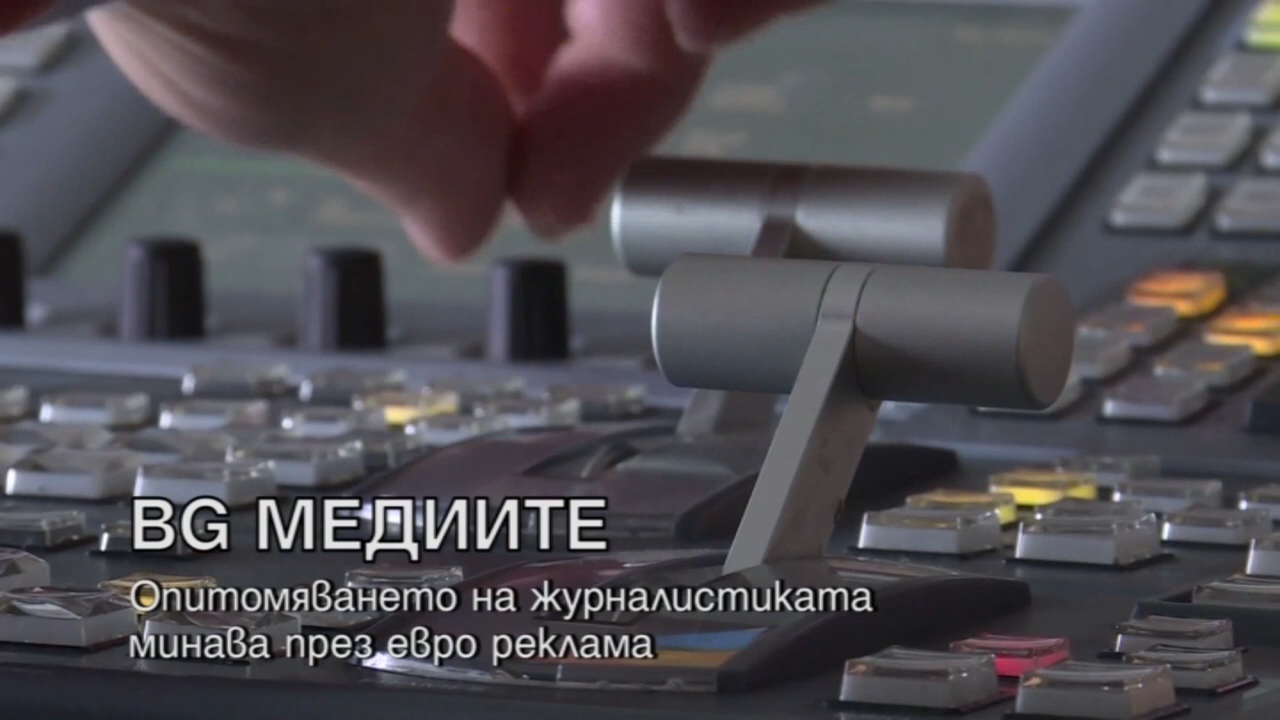 BG МЕДИИТЕ
Опитомяването на журналистиката
минава през евро реклама